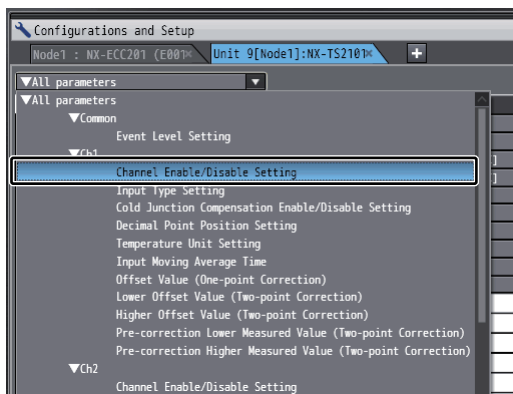 Configurations and Setup
Node1 : NX-ECC201 (E001 Unit 9[Node1]:NX-TS2101
▼All parameters
▼All parameters
▼Common
Event Level Setting
▼Ch1
Channel Enable/Disable Setting
Input Type Setting
Cold Junction Compensation Enable/Disable Setting
Decimal Point Position Setting
Temperature Unit Setting
Input Moving Average Time
Offset Value (One-point Correction)
Lower Offset Value (Two-point Correction)
Higher Offset Value (Two-point Correction)
Pre-correction Lower Measured Value (Two-point Correction)
Pre-correction Higher Measured Value (Two-point Correction)
▼Ch2
Channel Enable/Disable Setting